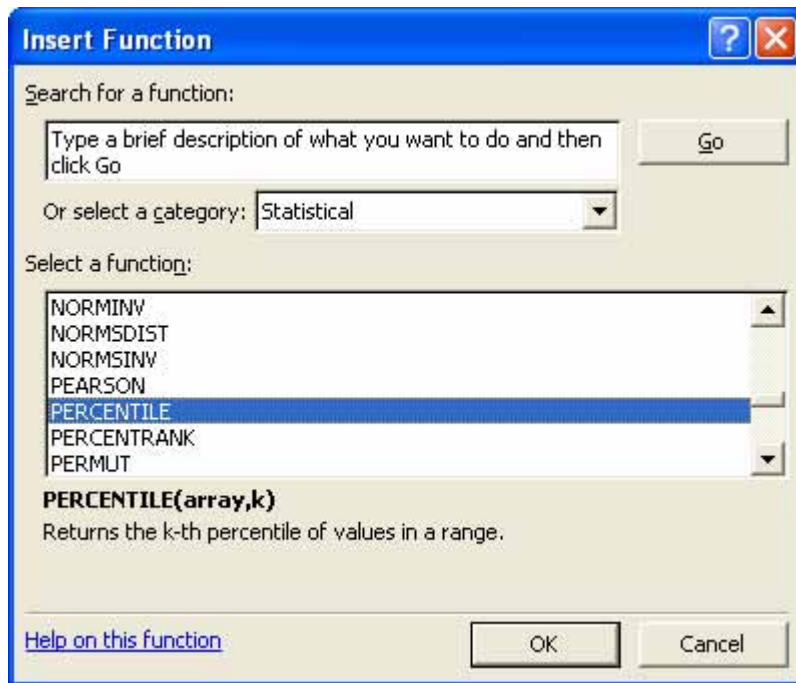 Insert Function
Search for a function:
Type a brief description of what you want to do and then
click Go
Go
Or select a category: Statistical
Select a function:
NORMINV
NORMSDIST
NORMSINV
PEARSON
PERCENTILE
PERCENTRANK
PERMUT
PERCENTILE(array,k)
Returns the k-th percentile of values in a range.
Help on this function
OK
Cancel